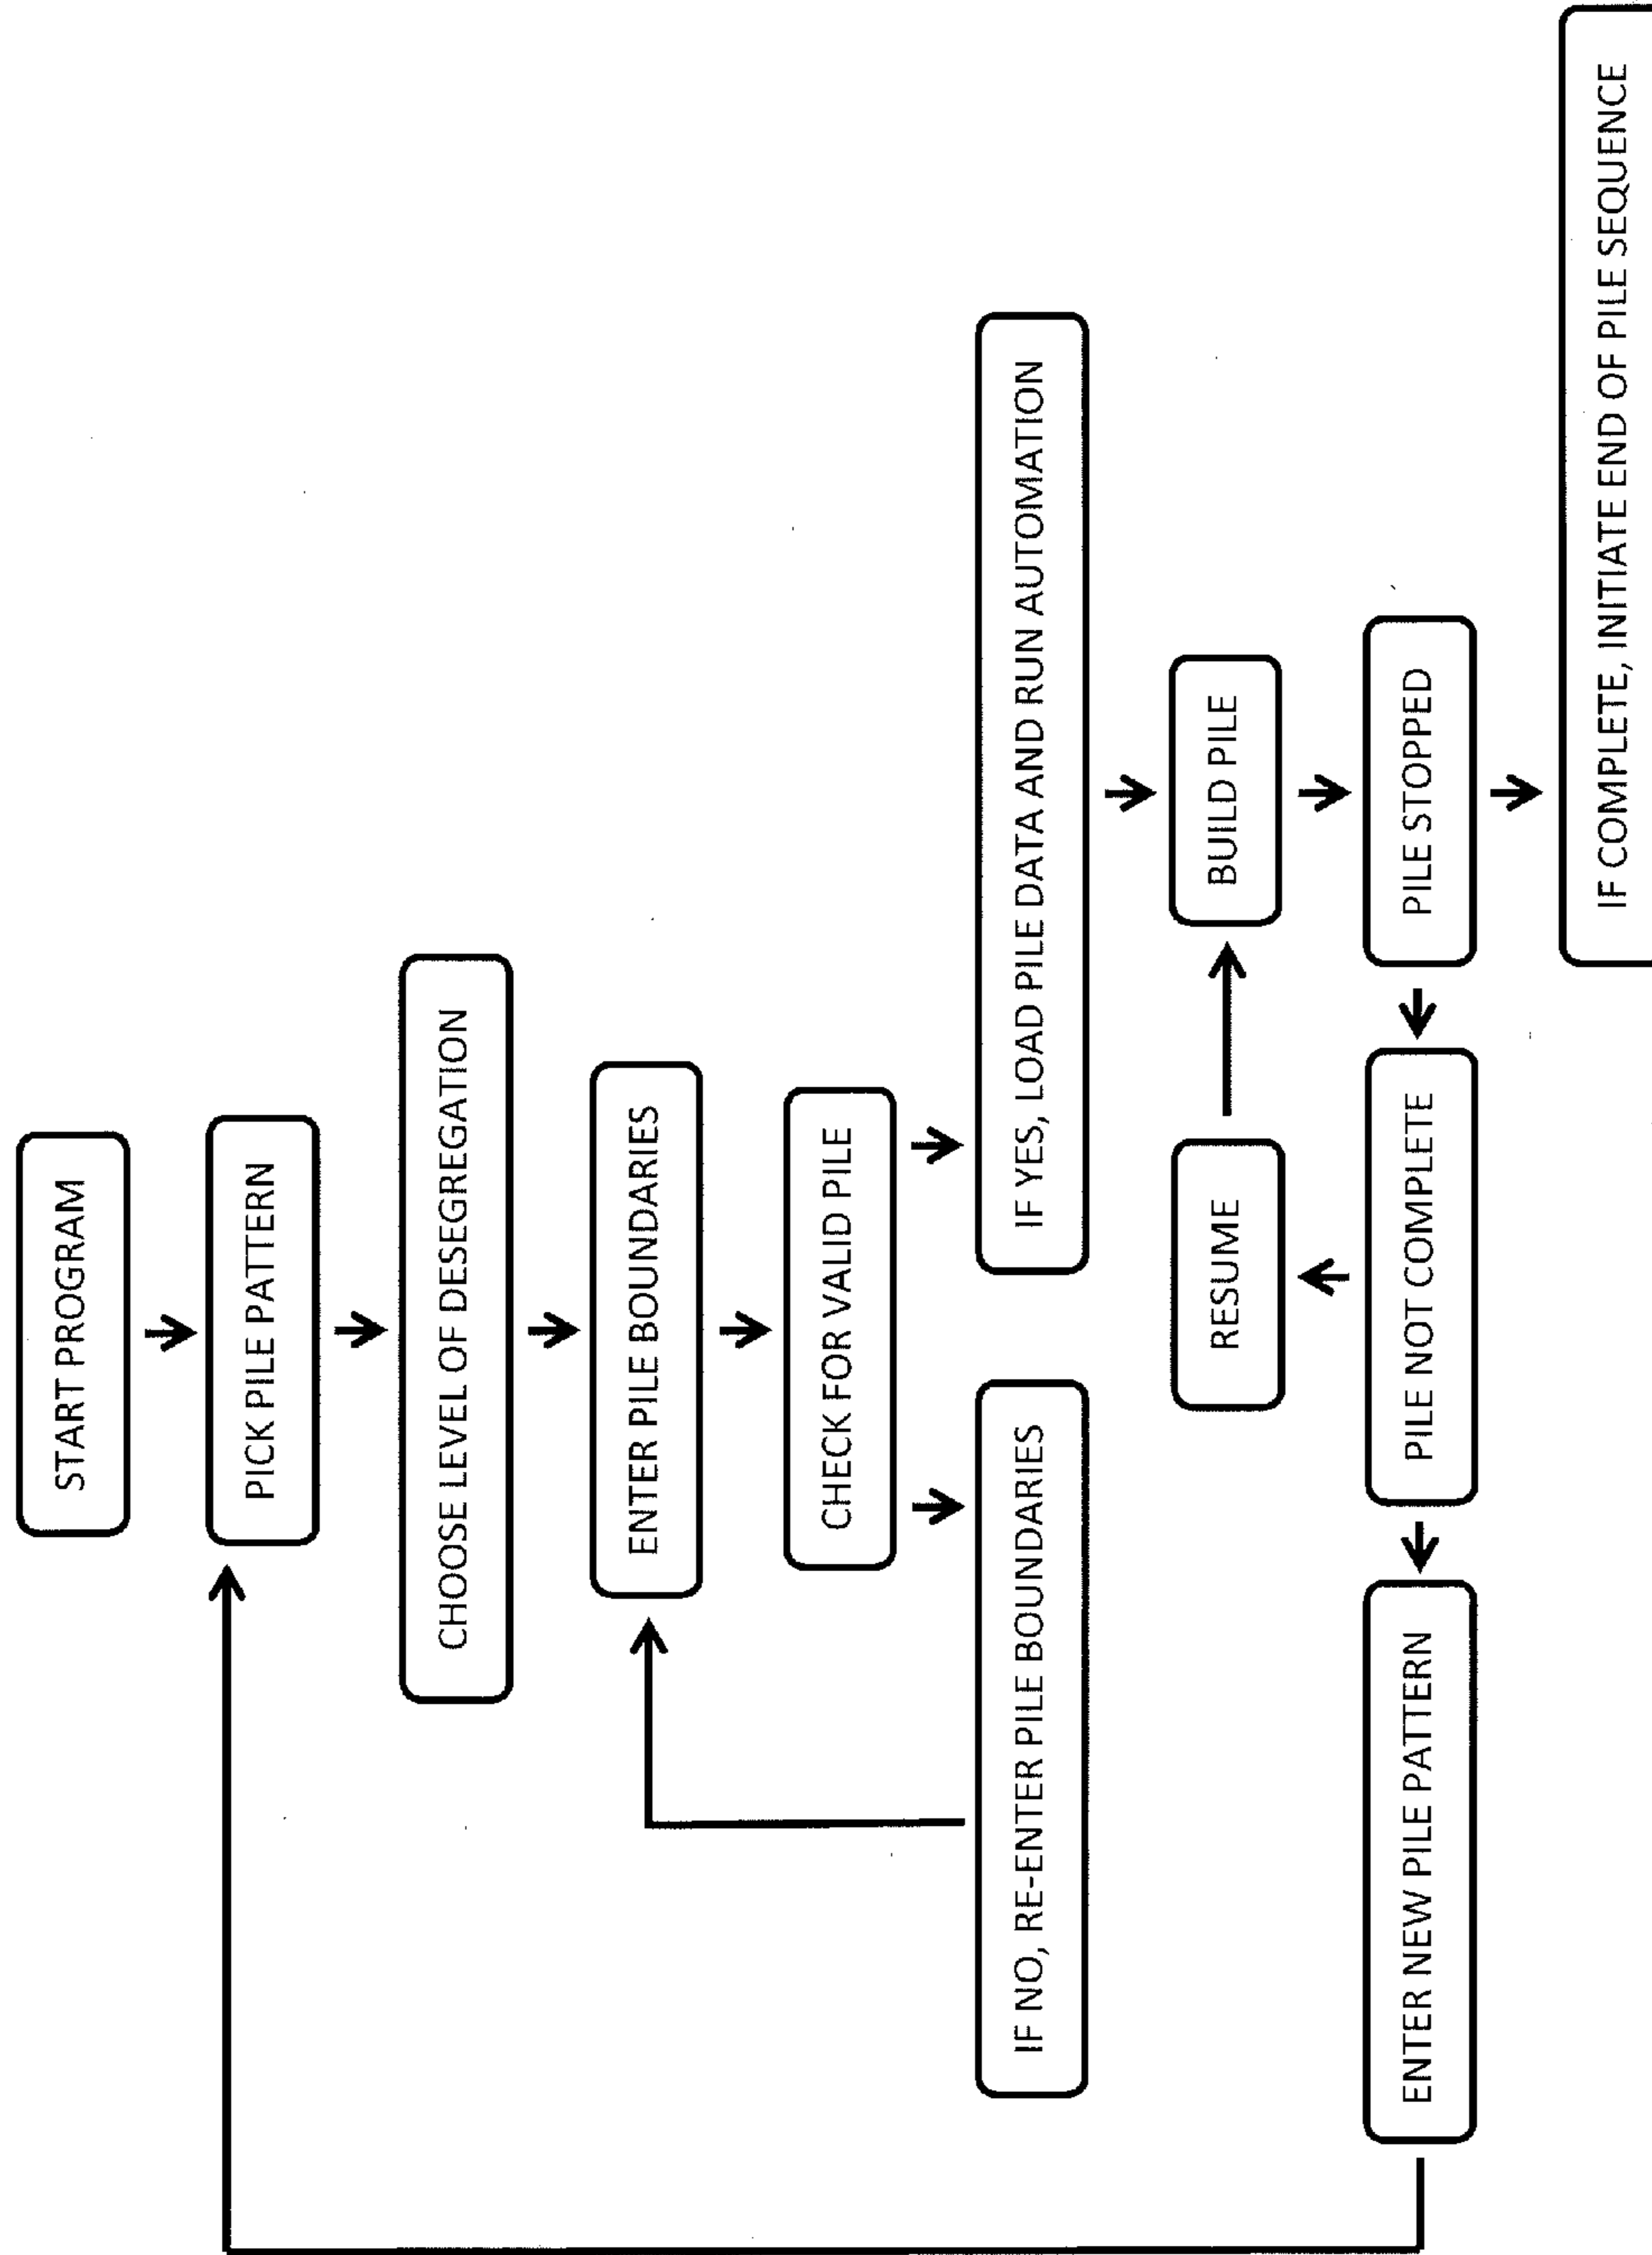 START PROGRAM
PICK PILE PATTERN
CHOOSE LEVEL OF DESEGREGATION
ENTER PILE BOUNDARIES
CHECK FOR VALID PILE
IF NO, RE-ENTER PILE BOUNDARIES
IF YES, LOAD PILE DATA AND RUN AUTOMATION
RESUME
BUILD PILE
ENTER NEW PILE PATTERN
PILE NOT COMPLETE
PILE STOPPED
IF COMPLETE, INITIATE END OF PILE SEQUENCE